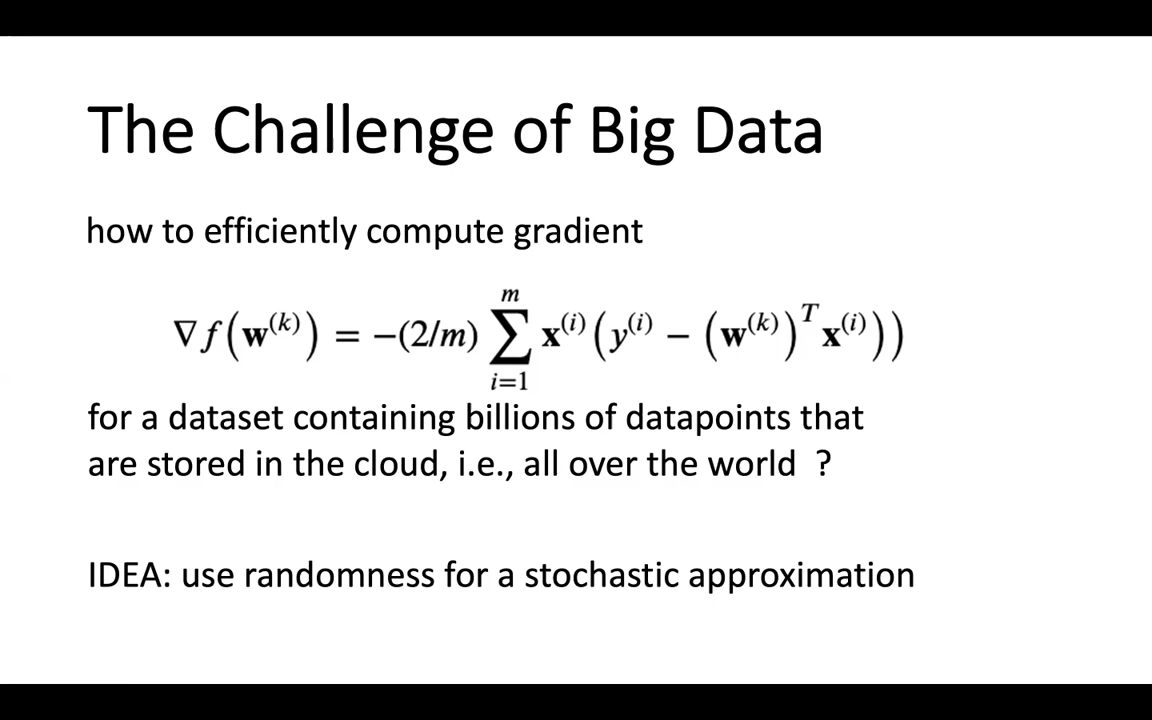 The Challenge of Big Data
how to efficiently compute gradient
∇f(w^(k)) = −(2/m) ∑_{i=1}^{m} x^(i)(y^(i) − (w^(k))^T x^(i)))
for a dataset containing billions of datapoints that
are stored in the cloud, i.e., all over the world ?
IDEA: use randomness for a stochastic approximation